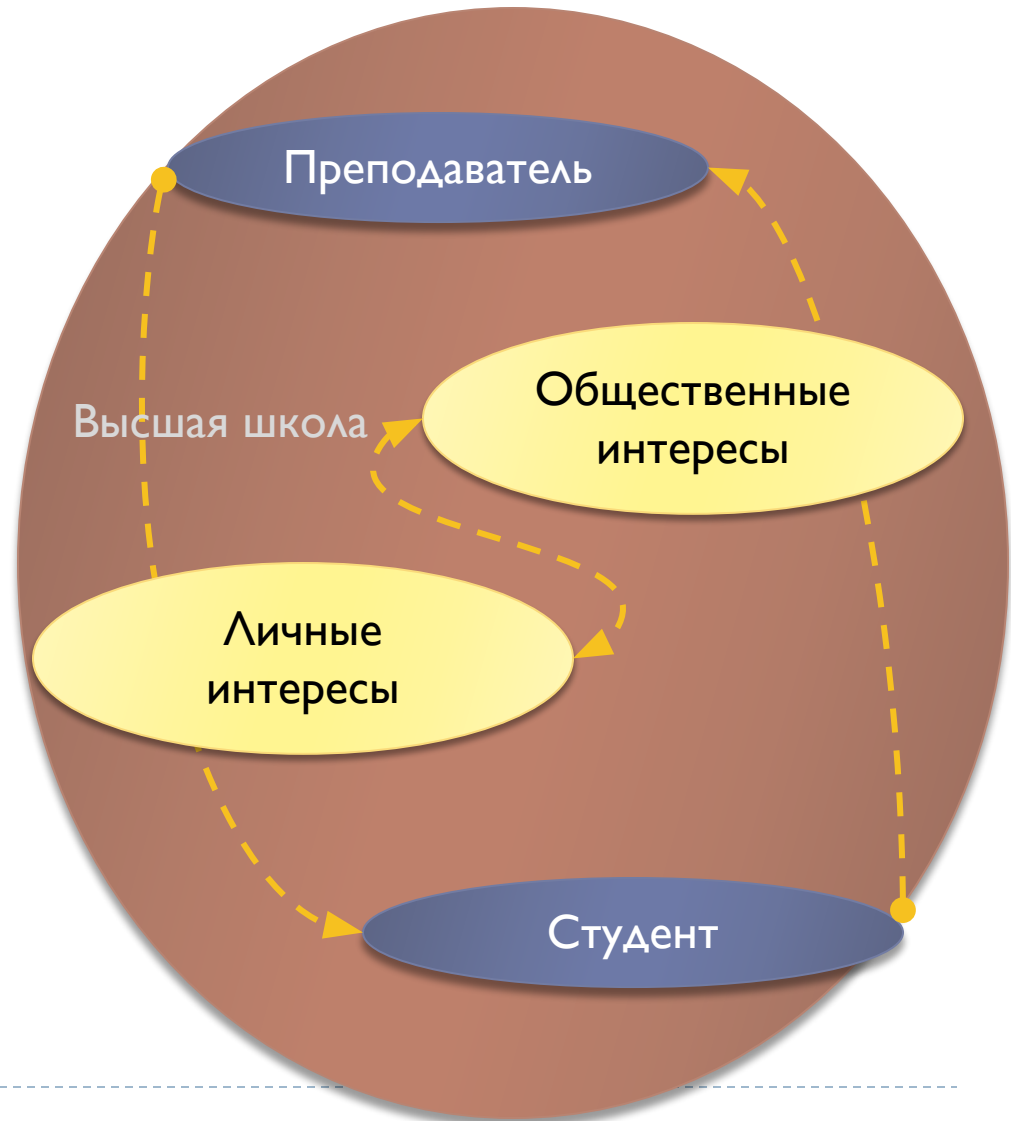 Преподаватель
Общественные
интересы
Высшая школа
Личные
интересы
Студент